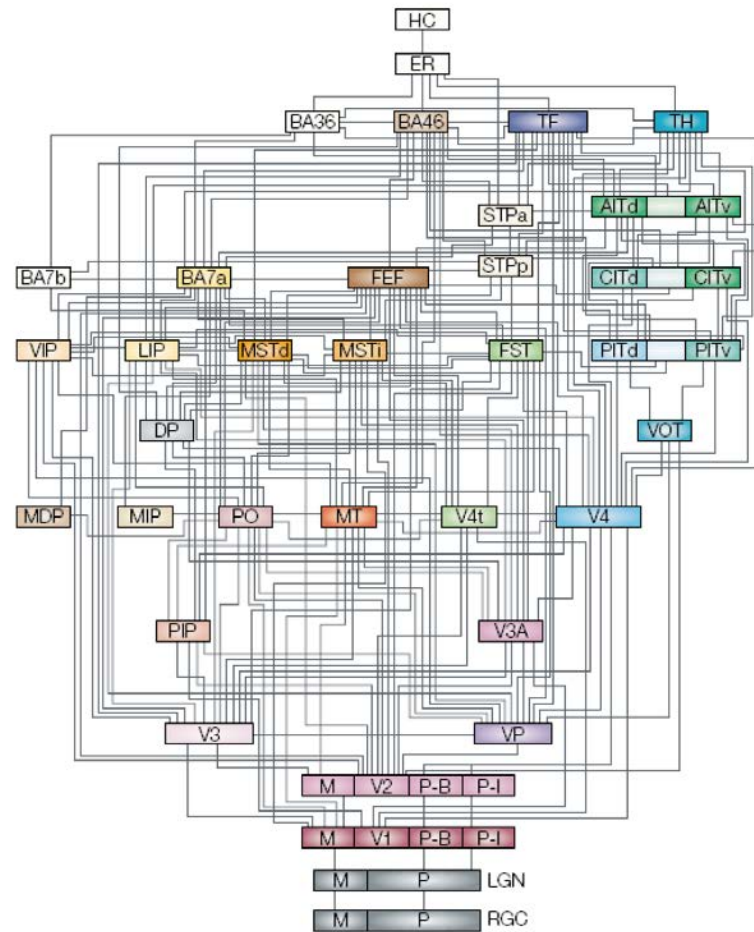 HC
ER
BA36 BA46 TF TH
STPa AITd AITv
BA7b BA7a FEF STPp CITd CITv
VIP LIP MSTd MSTi FST PITd PITv
DP VOT
MDP MIP PO MT V4t V4
PIP V3A
V3 VP
M V2 P-B P-I
M V1 P-B P-I
M P LGN
M P RGC